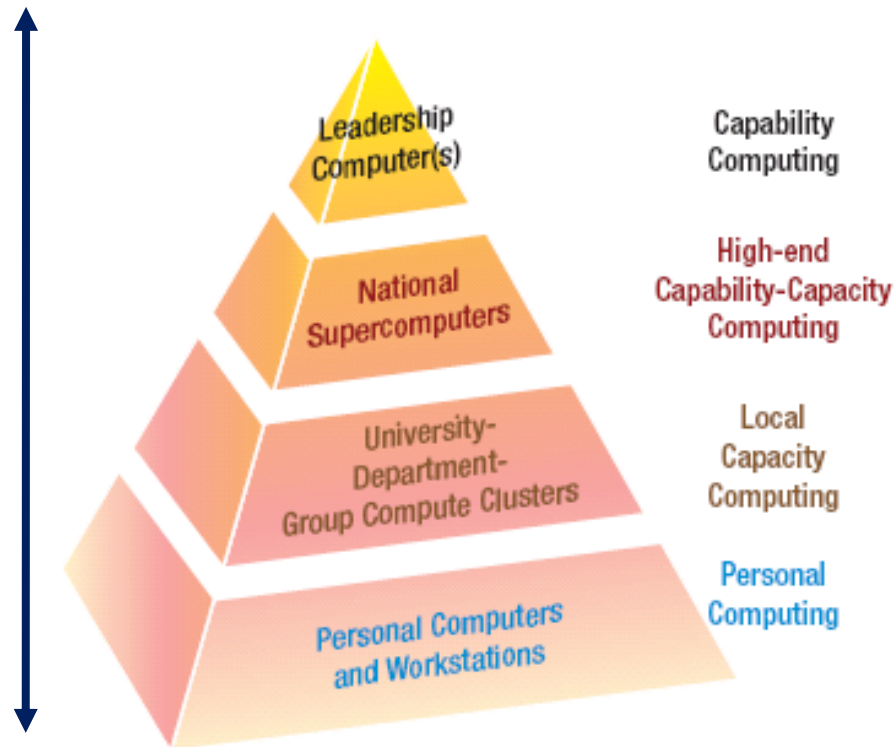 Leadership
Computer(s)
Capability
Computing
National
Supercomputers
High-end
Capability-Capacity
Computing
University-
Department-
Group Compute Clusters
Local
Capacity
Computing
Personal Computers
and Workstations
Personal
Computing